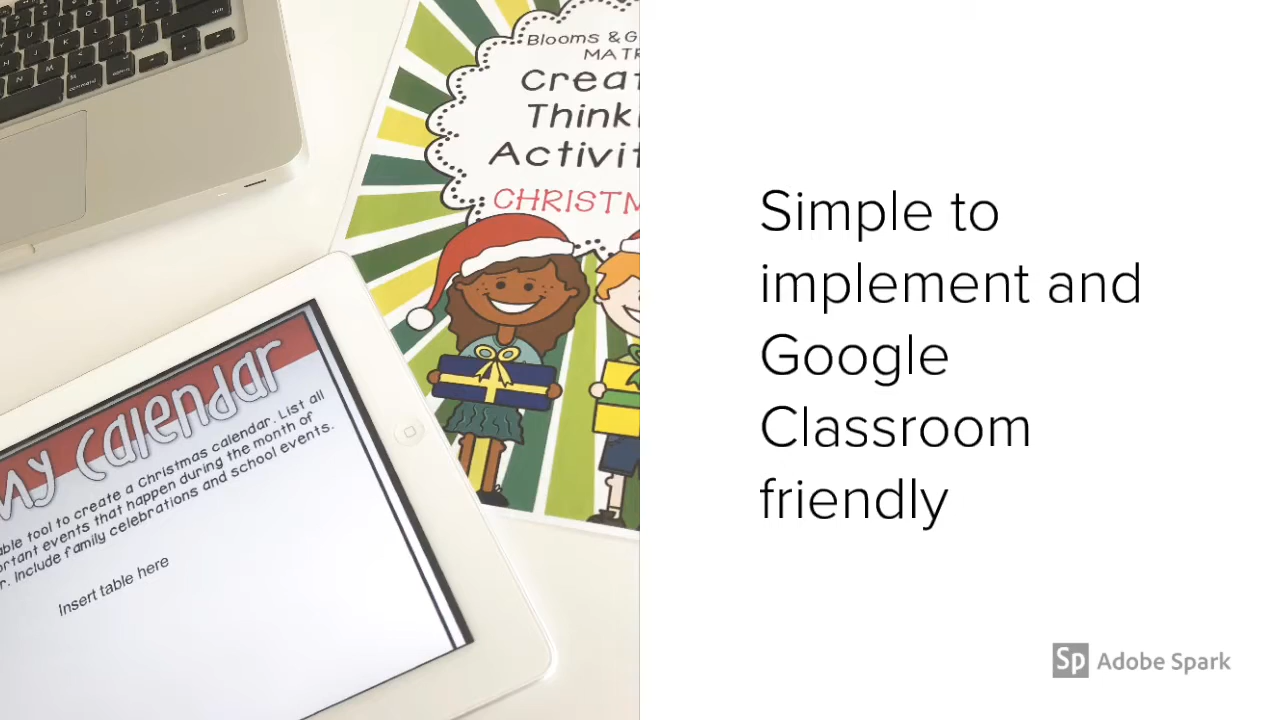 Blooms & G
MATR
Creat
Thinki
Activit
CHRISTM
command
My Calendar
able tool to create a Christmas calendar. List all
ortant events that happen during the month of
r. Include family celebrations and school events.
Insert table here
Simple to
implement and
Google
Classroom
friendly
Sp Adobe Spark